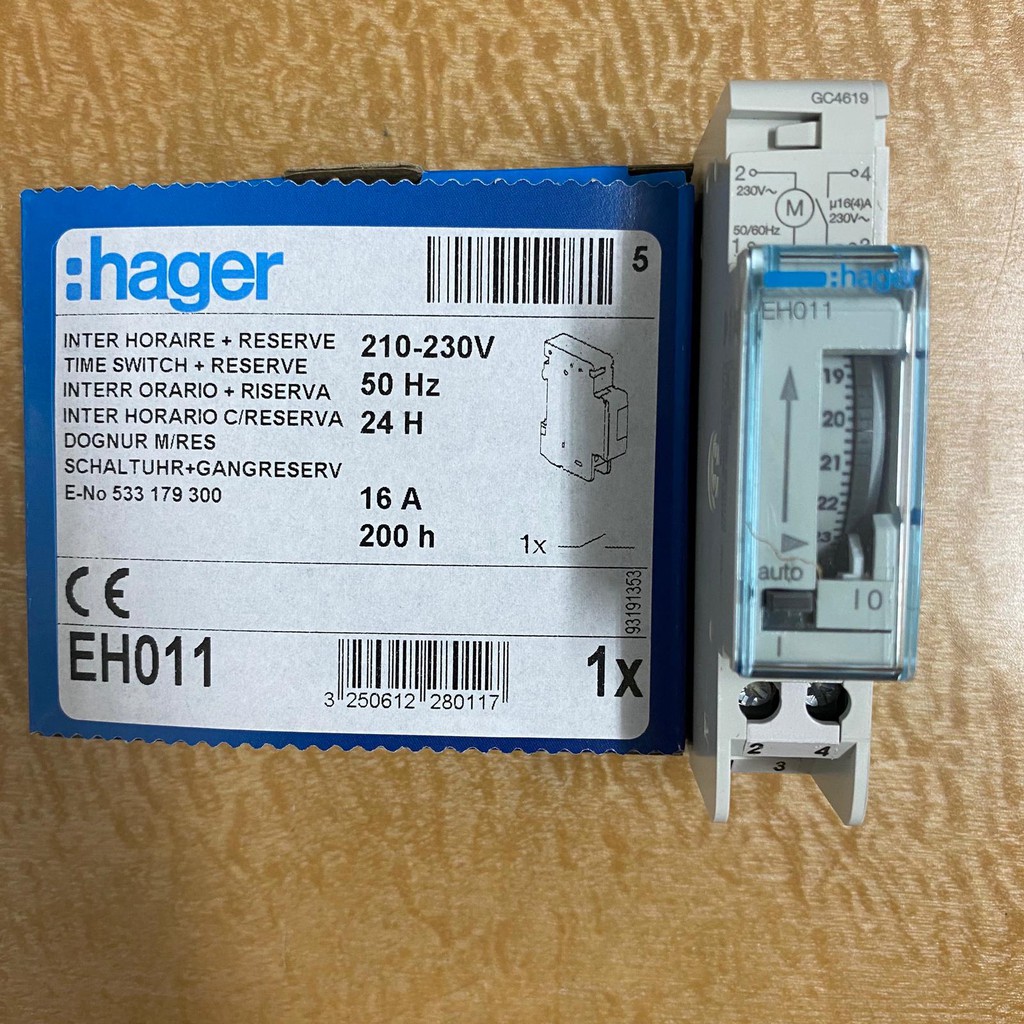 :hager
5
INTER HORAIRE + RESERVE
TIME SWITCH + RESERVE
INTERR ORARIO + RISERVA
INTER HORARIO C/RESERVA
DOGNUR M/RES
SCHALTUHR+GANGRESERV
E-No 533 179 300
210-230V
50 Hz
24 H
16 A
200 h
1x
93191353
CE
EH011
3 250612 280117
1x
GC4619
2 4
230V~ M µ16(4)A
230V~
50/60Hz
1
:hager
EH011
19
20
21
22
23
auto
I O
I
2 4
3